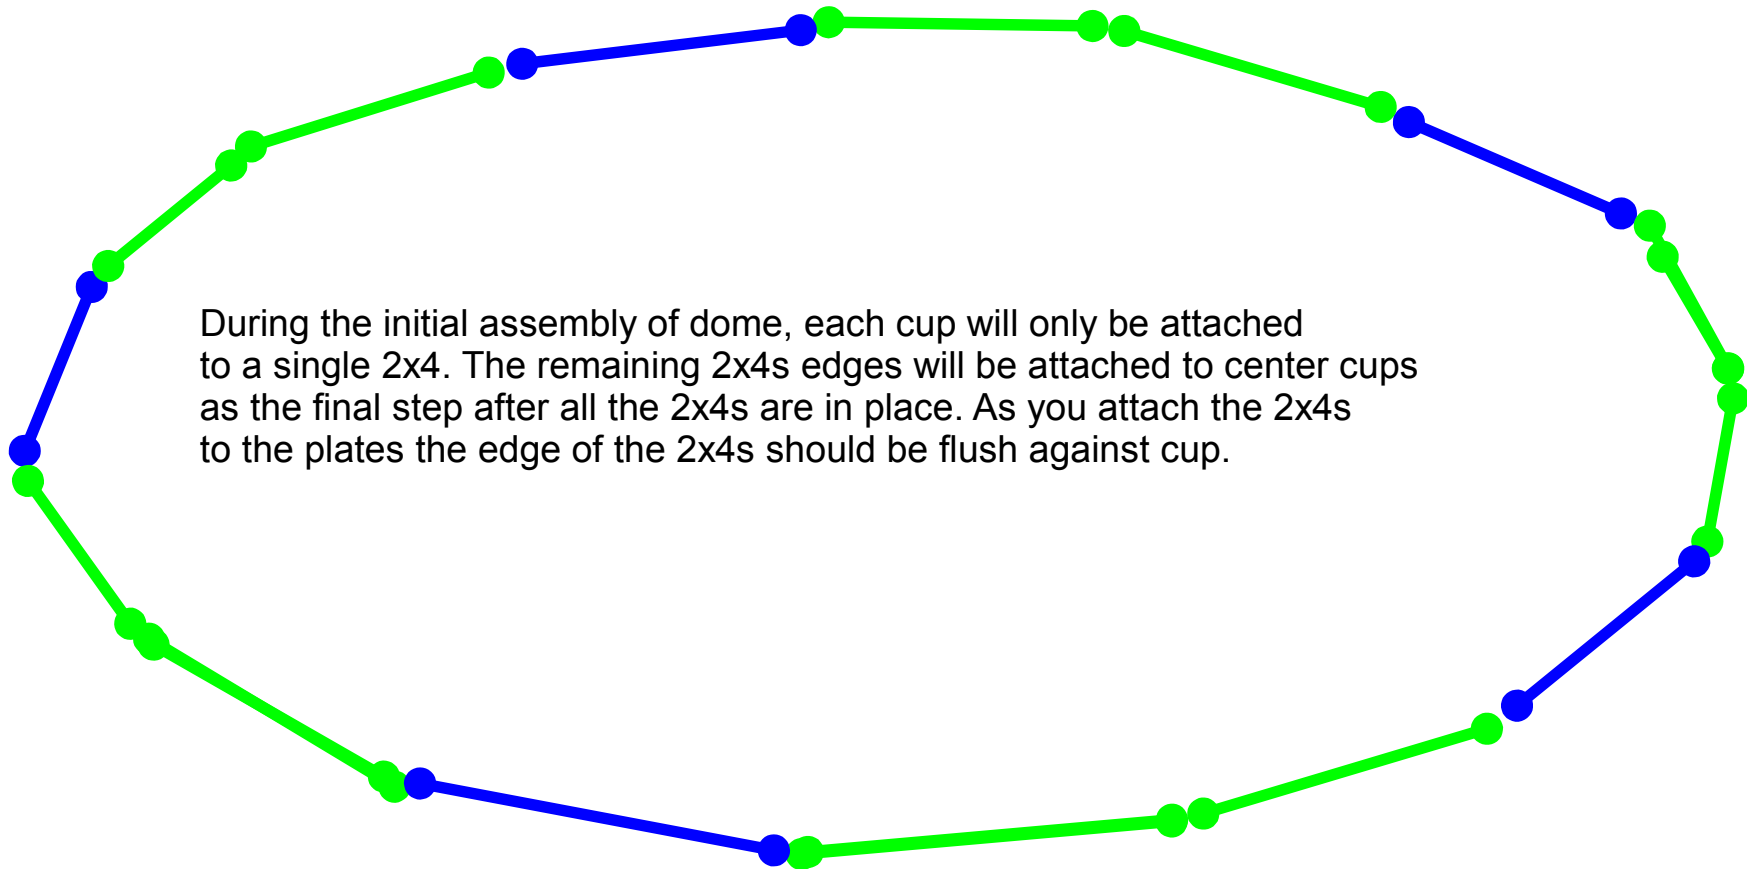 During the initial assembly of dome, each cup will only be attached
to a single 2x4. The remaining 2x4s edges will be attached to center cups
as the final step after all the 2x4s are in place. As you attach the 2x4s
to the plates the edge of the 2x4s should be flush against cup.